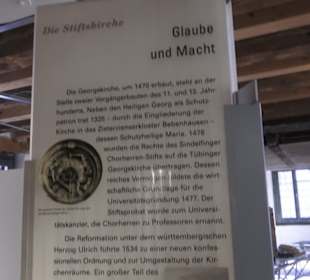 Die Stiftskirche
Glaube
und Macht
Die Georgskirche, um 1470 erbaut, steht an der
Stelle zweier Vorgängerbauten des 11. und 12. Jahr-
hunderts. Neben den Heiligen Georg als Schutz-
patron trat 1335 – durch die Eingliederung der
Kirche in das Zisterzienserkloster Bebenhausen –
dessen Schutzheilige Maria. 1476
wurden die Rechte des Sindelfinger
Chorherren-Stifts auf die Tübinger
Georgskirche übertragen. Dessen
reiches Vermögen bildete die wirt-
schaftliche Grundlage für die
Universitätsgründung 1477. Der
Stiftsprobst wurde zum Universi-
tätskanzler, die Chorherren zu Professoren ernannt.
Die Reformation unter dem württembergischen
Herzog Ulrich führte 1534 zu einer neuen konfes-
sionellen Ordnung und zur Umgestaltung der Kir-
chenräume. Ein großer Teil des